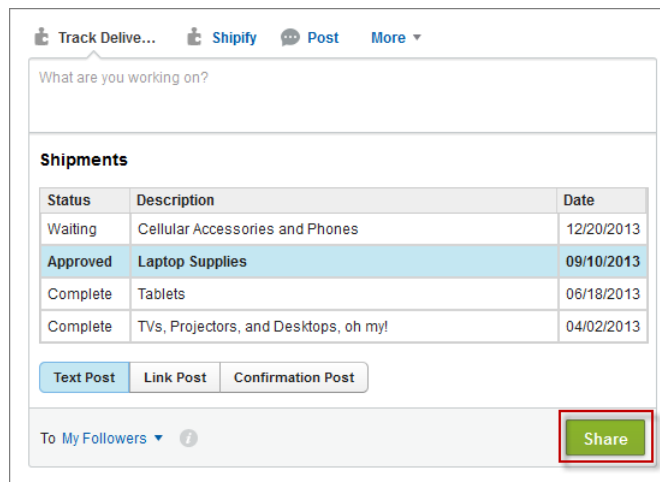 Track Delive... Shipify Post More
What are you working on?
Shipments
Status Description Date
Waiting Cellular Accessories and Phones 12/20/2013
Approved Laptop Supplies 09/10/2013
Complete Tablets 06/18/2013
Complete TVs, Projectors, and Desktops, oh my! 04/02/2013
Text Post Link Post Confirmation Post
To My Followers i Share